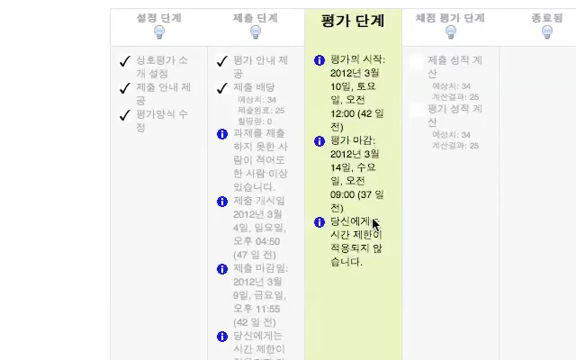 설정 단계
상호평가 소
개 설정
제출 안내 제
공
평가양식 수
정
제출 단계
평가 안내 제
공
제출 배당
예상치: 34
제출완료: 25
할당량: 0
과제를 제출
하지 못한 사
람이 적어도
한 사람 이상
있습니다.
제출 개시일
2012년 3월
4일, 일요일,
오후 04:50
(47 일 전)
제출 마감일:
2012년 3월
9일, 금요일,
오후 11:55
(42 일 전)
당신에게는
시간 제한이
평가 단계
평가의 시작:
2012년 3월
10일, 토요
일, 오전
12:00 (42 일
전)
평가 마감:
2012년 3월
14일, 수요
일, 오전
09:00 (37 일
전)
당신에게는
시간 제한이
적용되지 않
습니다.
채점 평가 단계
제출 성적 계
산
예상치: 34
계산결과: 25
평가 성적 계
산
예상치: 34
계산결과: 25
종료됨